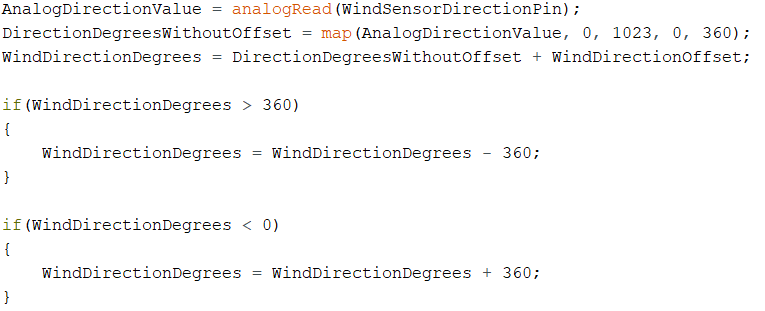 AnalogDirectionValue = analogRead(WindSensorDirectionPin);
DirectionDegreesWithoutOffset = map(AnalogDirectionValue, 0, 1023, 0, 360);
WindDirectionDegrees = DirectionDegreesWithoutOffset + WindDirectionOffset;
if(WindDirectionDegrees > 360)
{
WindDirectionDegrees = WindDirectionDegrees - 360;
}
if(WindDirectionDegrees < 0)
{
WindDirectionDegrees = WindDirectionDegrees + 360;
}